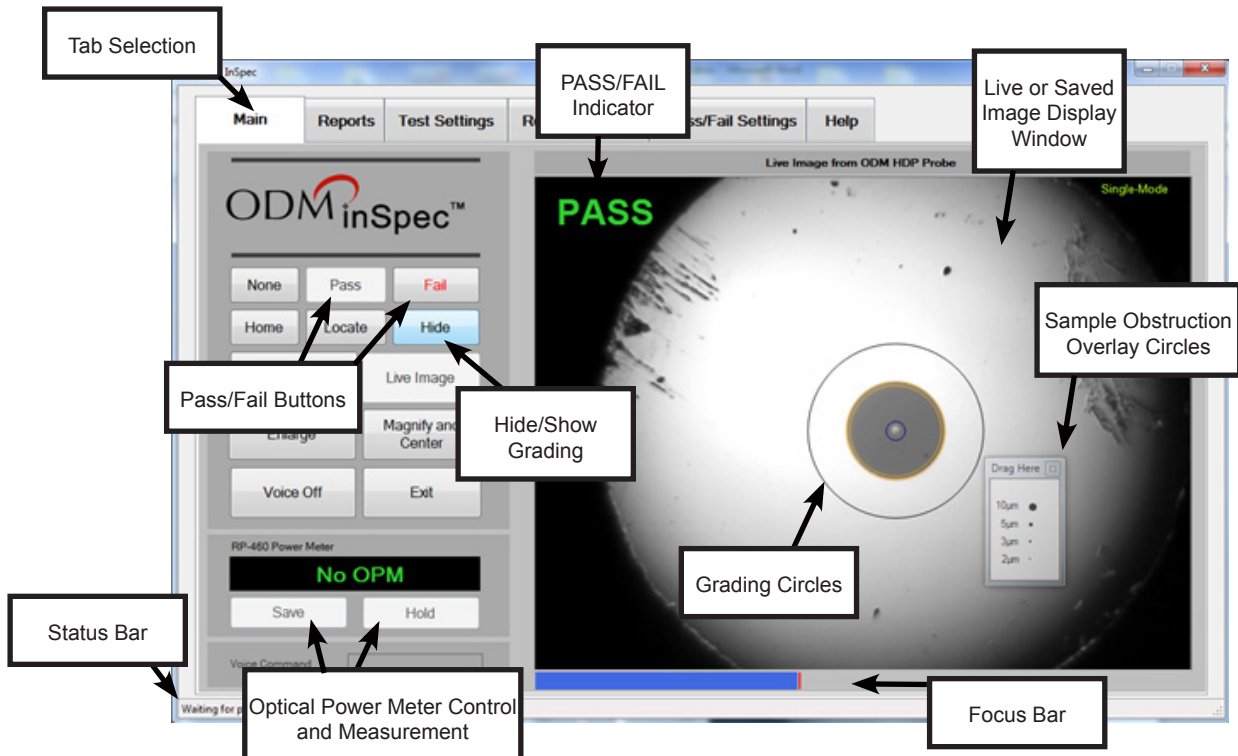 Tab Selection
InSpec
PASS/FAIL
Indicator
Live or Saved
Image Display
Window
Main
Reports
Test Settings
Pass/Fail Settings
Help
Live Image from ODM HDP Probe
ODM inSpec™
PASS
Single-Mode
None
Pass
Fail
Home
Locate
Hide
Sample Obstruction
Overlay Circles
Live Image
Pass/Fail Buttons
Hide/Show
Grading
Enlarge
Magnify and
Center
Voice Off
Exit
Drag Here
10µm
5µm
3µm
2µm
RP-460 Power Meter
No OPM
Grading Circles
Save
Hold
Status Bar
Voice Command
Waiting for
Optical Power Meter Control
and Measurement
Focus Bar